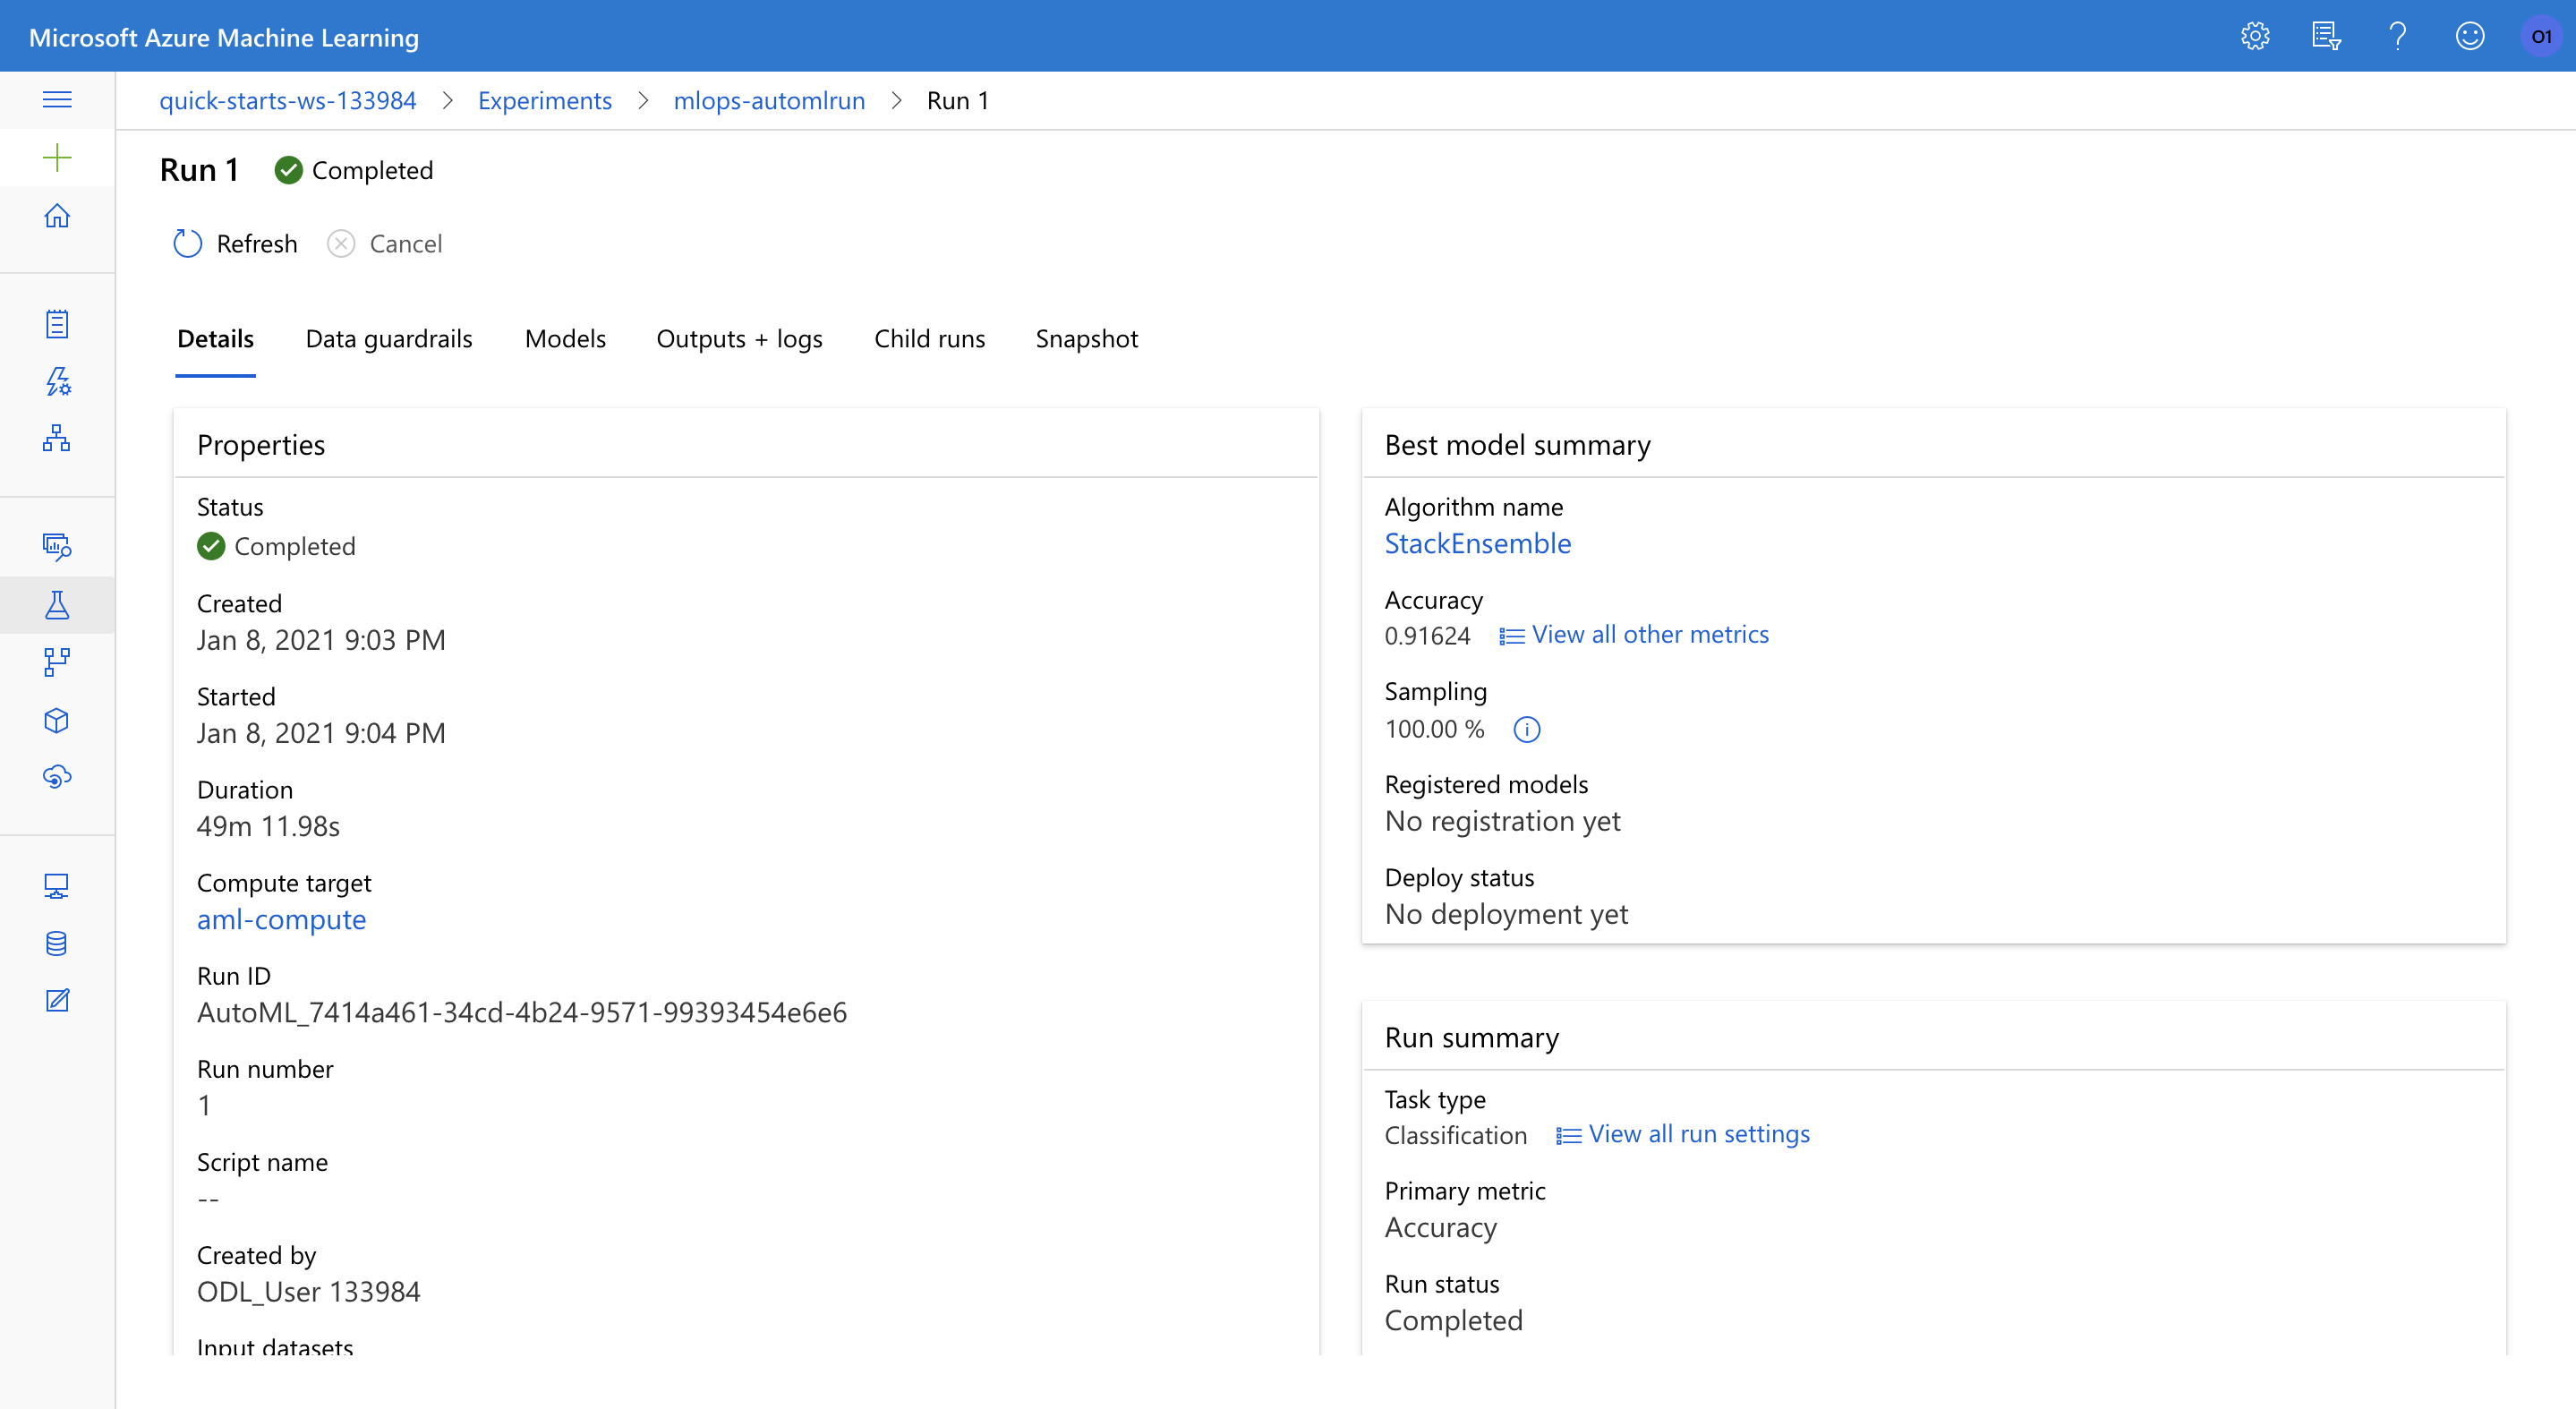 Microsoft Azure Machine Learning
O1
quick-starts-ws-133984 > Experiments > mlops-automlrun > Run 1
Run 1 Completed
Refresh Cancel
Details Data guardrails Models Outputs + logs Child runs Snapshot
Properties
Status
Completed
Created
Jan 8, 2021 9:03 PM
Started
Jan 8, 2021 9:04 PM
Duration
49m 11.98s
Compute target
aml-compute
Run ID
AutoML_7414a461-34cd-4b24-9571-99393454e6e6
Run number
1
Script name
--
Created by
ODL_User 133984
Input datasets
Best model summary
Algorithm name
StackEnsemble
Accuracy
0.91624 View all other metrics
Sampling
100.00 %
Registered models
No registration yet
Deploy status
No deployment yet
Run summary
Task type
Classification View all run settings
Primary metric
Accuracy
Run status
Completed